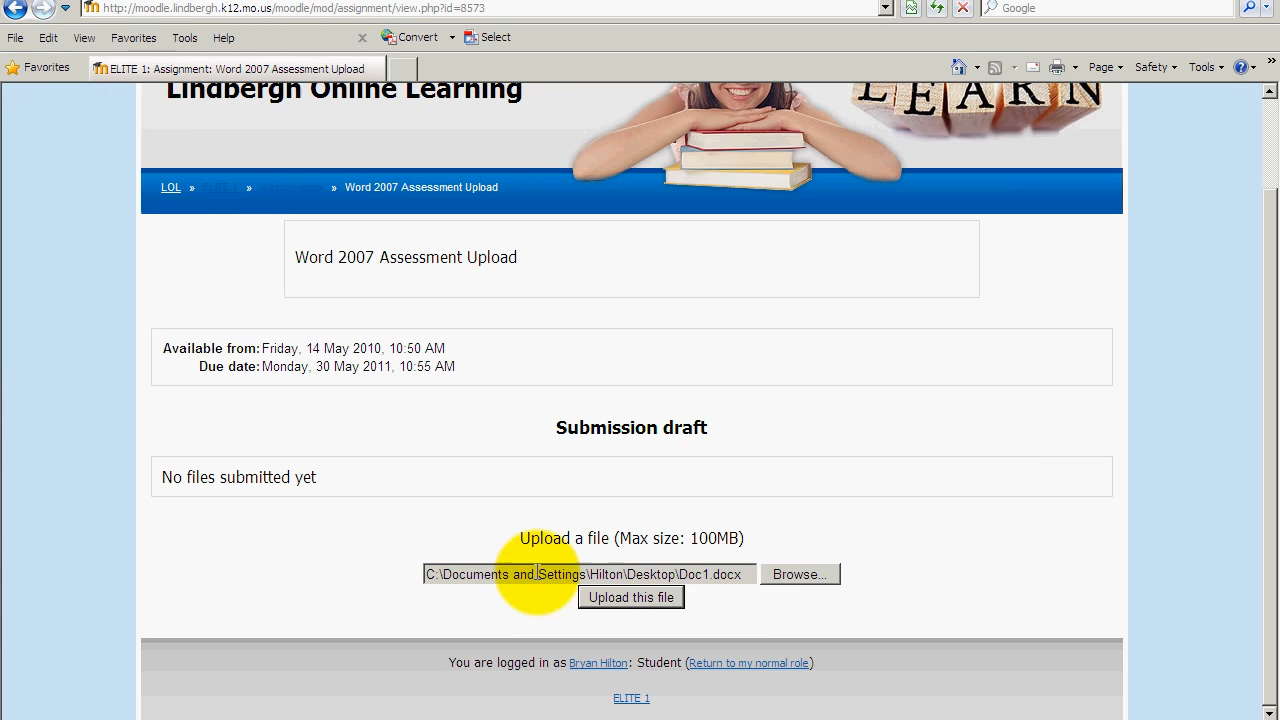 http://moodle.lindbergh.k12.mo.us/moodle/mod/assignment/view.php?id=8573
Google
File Edit View Favorites Tools Help
Convert
Select
Favorites
ELITE 1: Assignment: Word 2007 Assessment Upload
Page Safety Tools
Lindbergh Online Learning
LEARN
LOL » ELITE 1 » Assignments » Word 2007 Assessment Upload
Word 2007 Assessment Upload
Available from: Friday, 14 May 2010, 10:50 AM
Due date: Monday, 30 May 2011, 10:55 AM
Submission draft
No files submitted yet
Upload a file (Max size: 100MB)
C:\Documents and Settings\Hilton\Desktop\Doc1.docx
Browse...
Upload this file
You are logged in as Bryan Hilton: Student (Return to my normal role)
ELITE 1